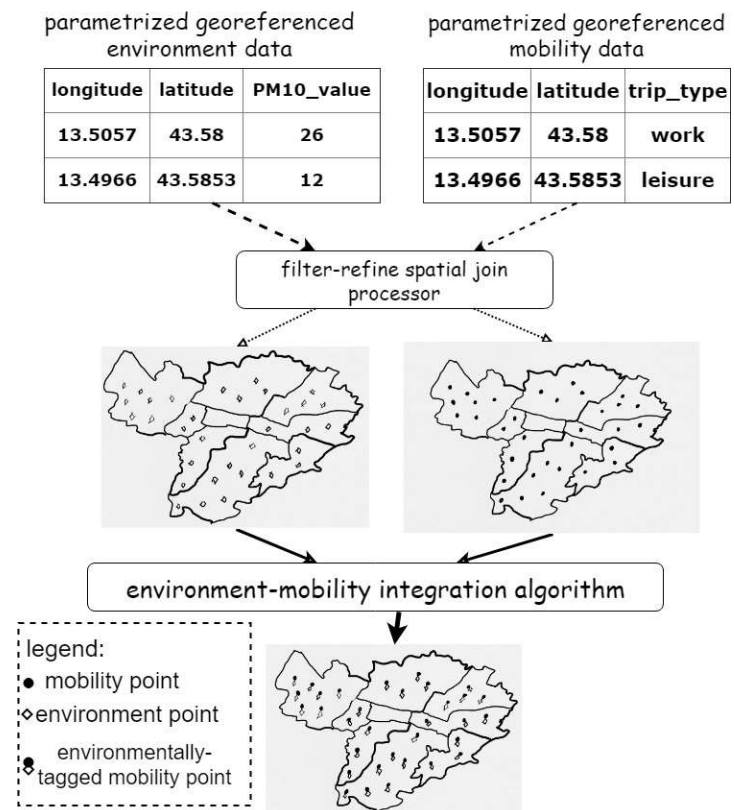 parametrized georeferenced
environment data
longitude latitude PM10_value
13.5057 43.58 26
13.4966 43.5853 12
parametrized georeferenced
mobility data
longitude latitude trip_type
13.5057 43.58 work
13.4966 43.5853 leisure
filter-refine spatial join
processor
environment-mobility integration algorithm
legend:
mobility point
environment point
environmentally-
tagged mobility point